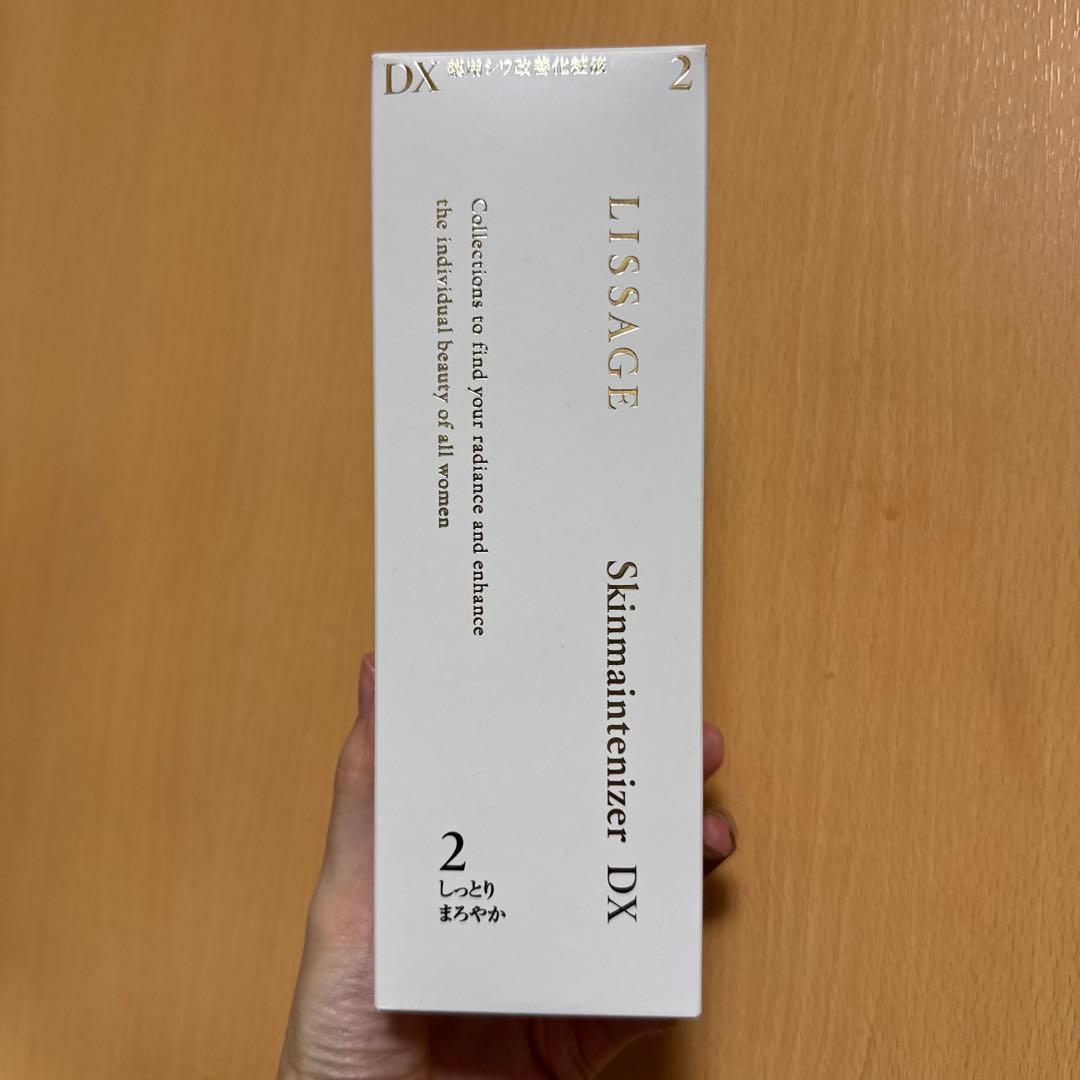 DX 薬用シワ改善化粧液 2
LISSAGE
Skinmaintenizer DX
Collections to find your radiance and enhance
the individual beauty of all women
2
しっとり
まろやか